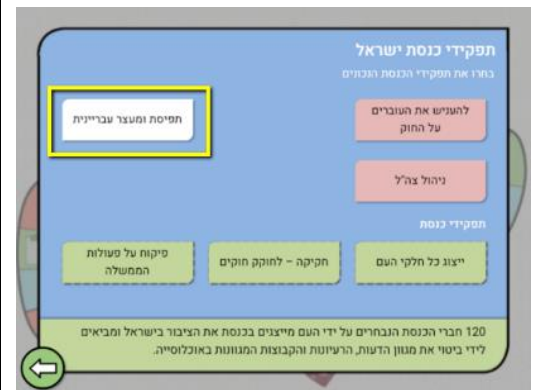 תפקידי כנסת ישראל
בחרו את תפקידי הכנסת הנכונים
להעניש את העוברים
על החוק
תפיסת ומעצר עבריינית
ניהול צה"ל
תפקידי כנסת
ייצוג כל חלקי העם
חקיקה – לחוקק חוקים
פיקוח על פעולות
הממשלה
120 חברי הכנסת הנבחרים על ידי העם מייצגים בכנסת את הציבור בישראל ומביאים
לידי ביטוי את מגוון הדעות, הרעיונות והקבוצות המגוונות באוכלוסייה.